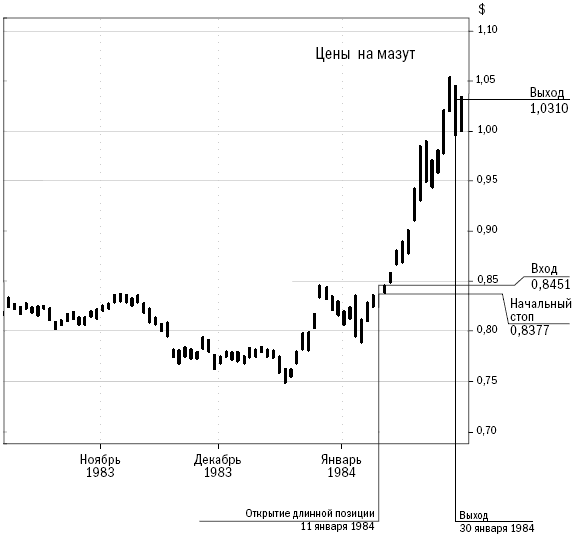 $
1,10
Цены на мазут
1,05
Выход
1,0310
1,00
0,95
0,90
0,85
Вход
0,8451
Начальный
стоп
0,8377
0,80
0,75
0,70
Ноябрь
1983
Декабрь
1983
Январь
1984
Открытие длинной позиции
11 января 1984
Выход
30 января 1984